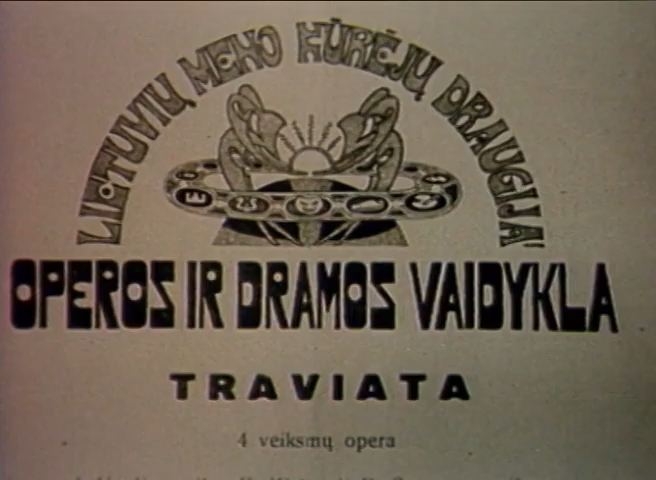 LIETUVIŲ MENO KŪRĖJŲ DRAUGIJA
OPEROS IR DRAMOS VAIDYKLA
TRAVIATA
4 veiksmų opera